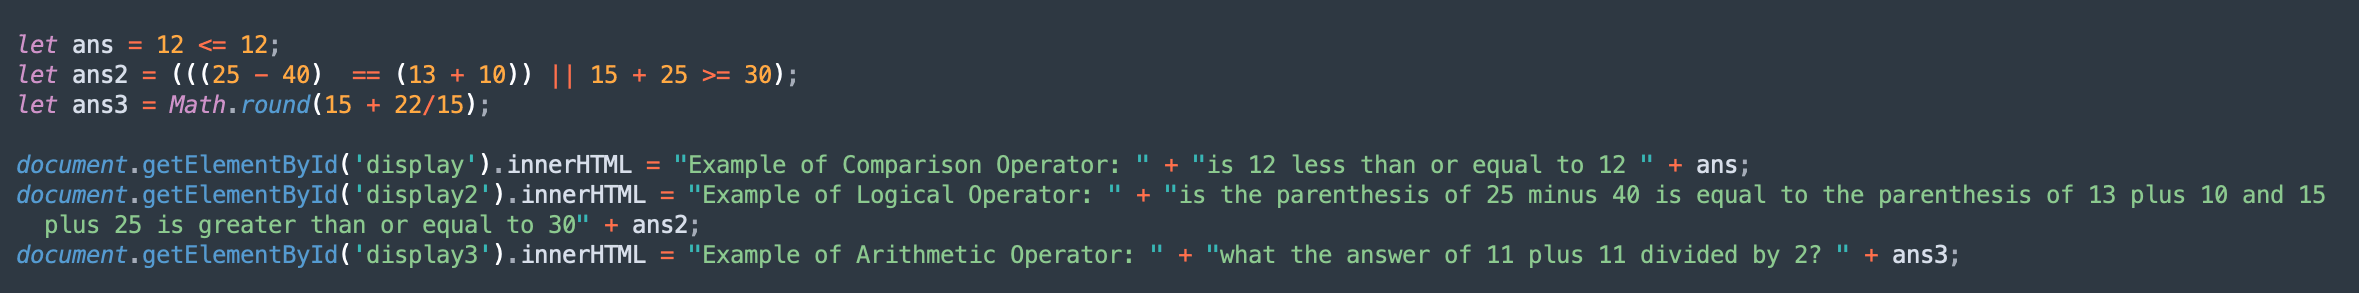 let ans = 12 <= 12;
let ans2 = (((25 - 40)  == (13 + 10)) || 15 + 25 >= 30);
let ans3 = Math.round(15 + 22/15);
document.getElementById('display').innerHTML = "Example of Comparison Operator: " + "is 12 less than or equal to 12 " + ans;
document.getElementById('display2').innerHTML = "Example of Logical Operator: " + "is the parenthesis of 25 minus 40 is equal to the parenthesis of 13 plus 10 and 15
plus 25 is greater than or equal to 30" + ans2;
document.getElementById('display3').innerHTML = "Example of Arithmetic Operator: " + "what the answer of 11 plus 11 divided by 2? " + ans3;